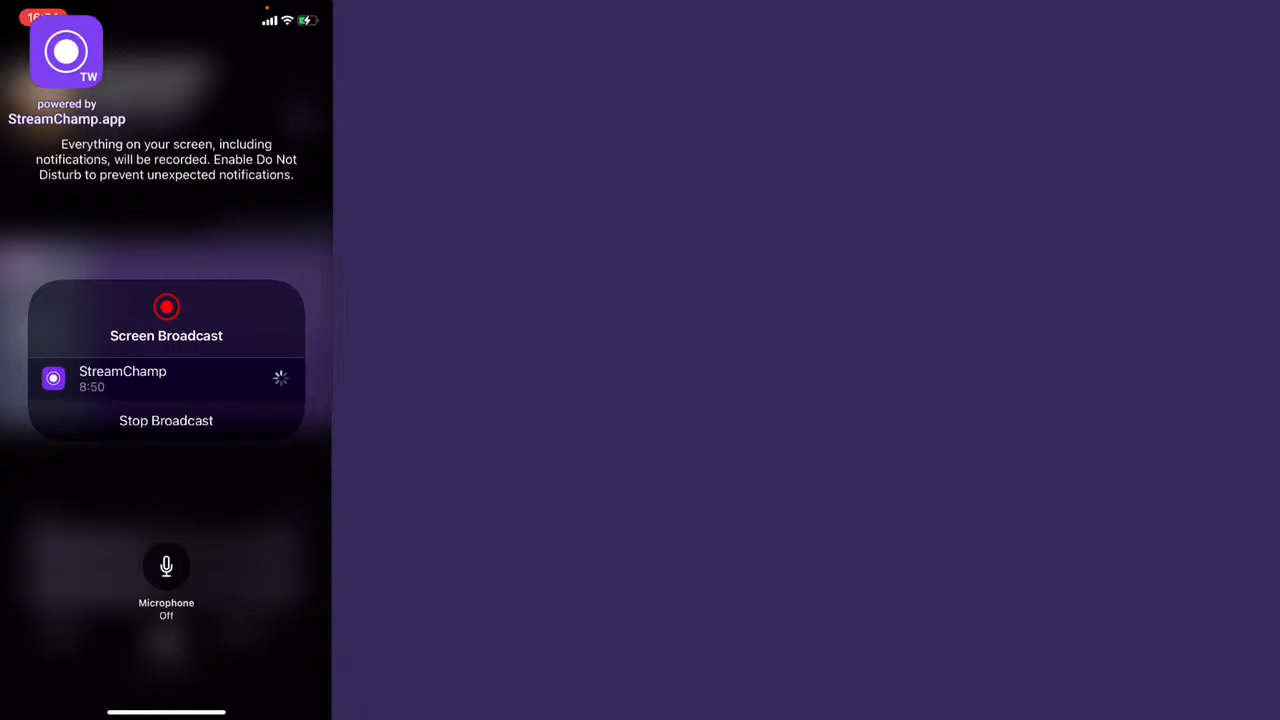 TW
powered by
StreamChamp.app
Everything on your screen, including
notifications, will be recorded. Enable Do Not
Disturb to prevent unexpected notifications.
Screen Broadcast
StreamChamp
8:50
Stop Broadcast
Microphone
Off